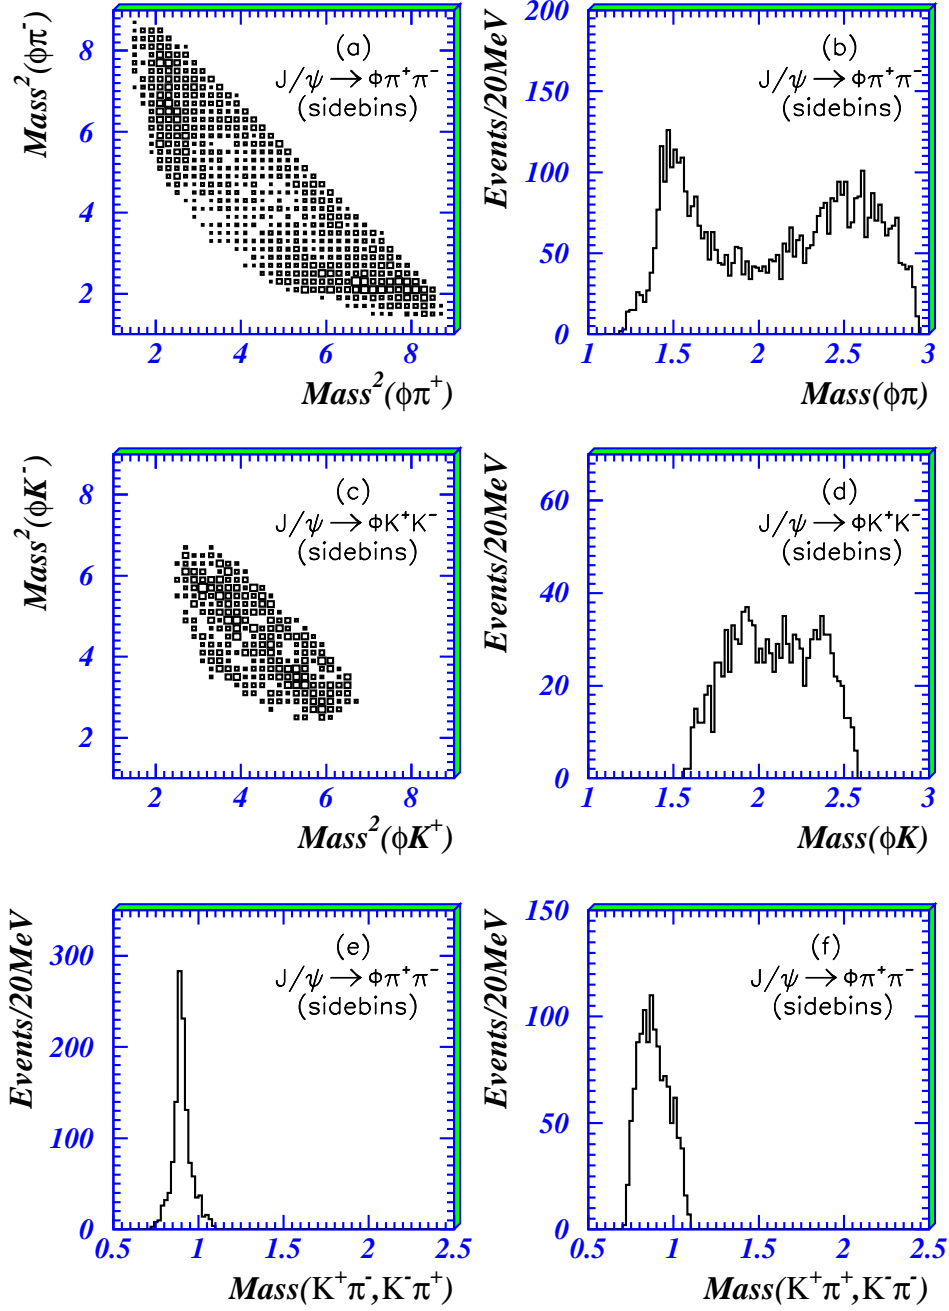 Mass²(φπ⁻)
8
6
4
2
(a)
J/ψ → Φπ⁺π⁻
(sidebins)
2 4 6 8
Mass²(φπ⁺)
Events/20MeV
200
150
100
50
0
(b)
J/ψ → Φπ⁺π⁻
(sidebins)
1 1.5 2 2.5 3
Mass(φπ)
Mass²(φK⁻)
8
6
4
2
(c)
J/ψ → ΦK⁺K⁻
(sidebins)
2 4 6 8
Mass²(φK⁺)
Events/20MeV
60
40
20
0
(d)
J/ψ → ΦK⁺K⁻
(sidebins)
1 1.5 2 2.5 3
Mass(φK)
Events/20MeV
300
200
100
0
(e)
J/ψ → Φπ⁺π⁻
(sidebins)
0.5 1 1.5 2 2.5
Mass(K⁺π⁻,K⁻π⁺)
Events/20MeV
150
100
50
0
(f)
J/ψ → Φπ⁺π⁻
(sidebins)
0.5 1 1.5 2 2.5
Mass(K⁺π⁺,K⁻π⁻)